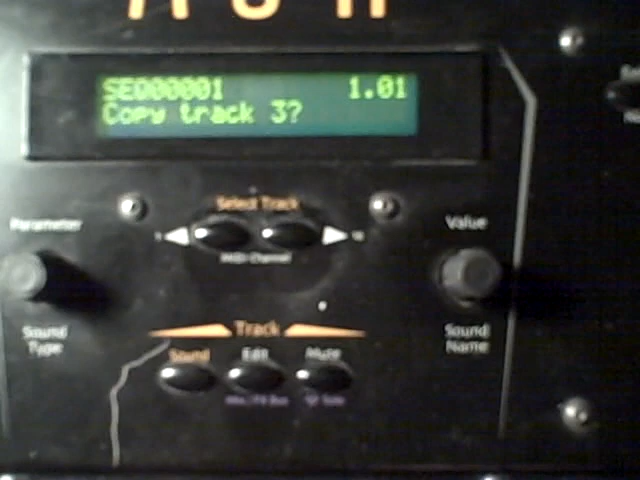 SEQ00001 1.01
Copy track 3?
Select Track
MIDI Channel
Parameter
Value
Sound
Type
Sound
Name
Track
Sound Edit Mute